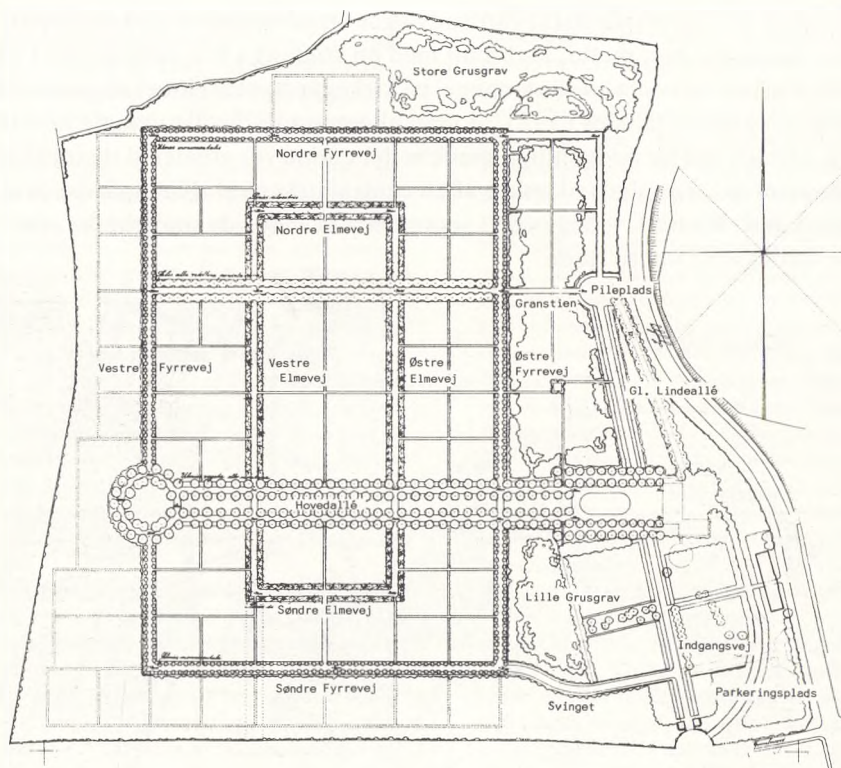 Store Grusgrav
Nordre Fyrrevej
Nordre Elmevej
Pileplads
Granstien
Vestre Fyrrevej
Vestre
Elmevej
Østre
Elmevej
Østre
Fyrrevej
Gl. Lindeallé
Hovedallé
Lille Grusgrav
Søndre Elmevej
Indgangsvej
Søndre Fyrrevej
Svinget
Parkeringsplads